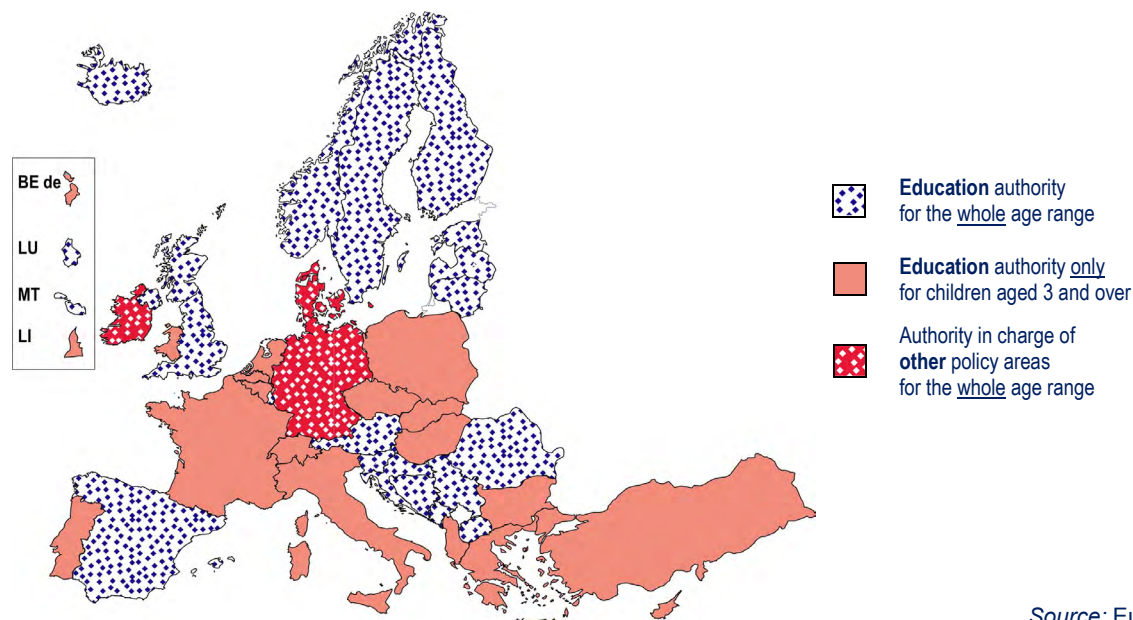 BE de
LU
MT
LI
Education authority
for the whole age range
Education authority only
for children aged 3 and over
Authority in charge of
other policy areas
for the whole age range
Source: Eu